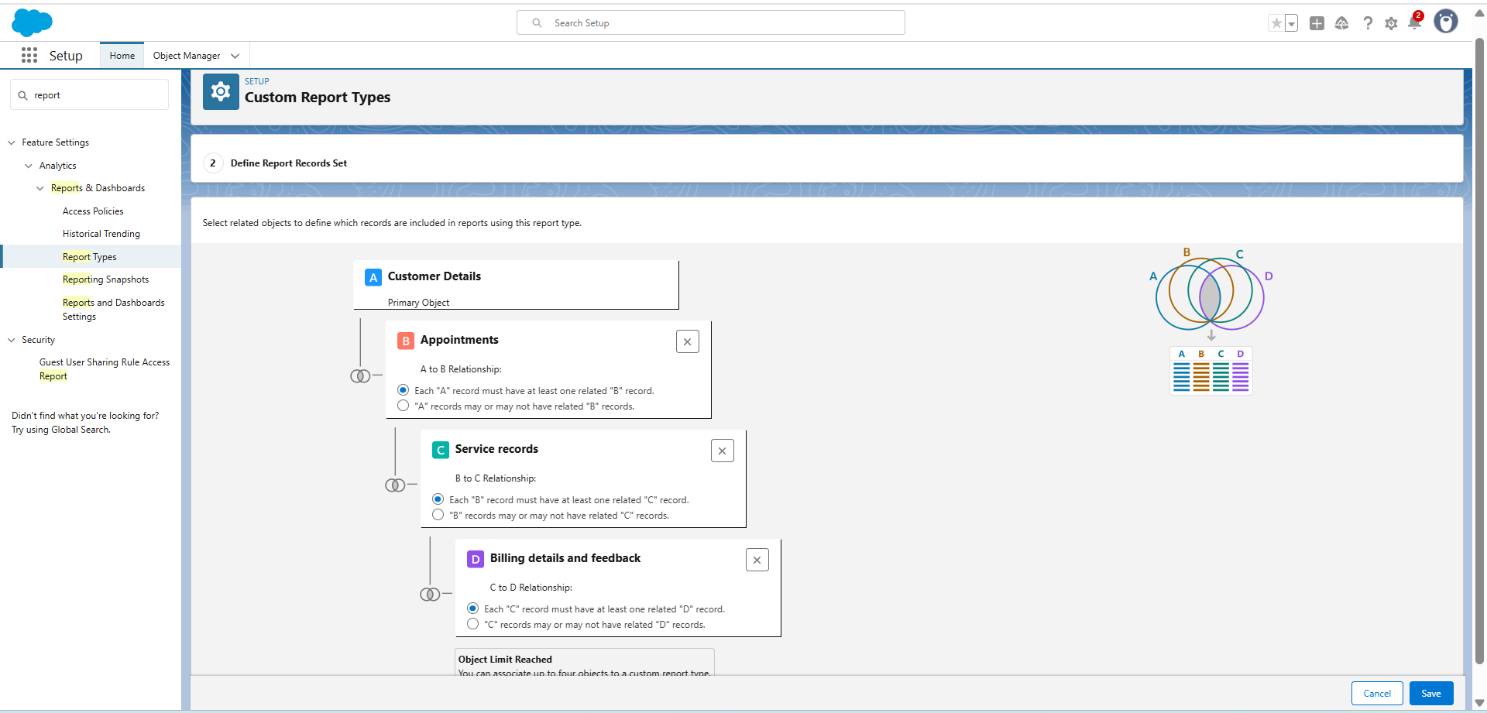 Search Setup
2
Setup
Home
Object Manager
report
Feature Settings
Analytics
Reports & Dashboards
Access Policies
Historical Trending
Report Types
Reporting Snapshots
Reports and Dashboards
Settings
Security
Guest User Sharing Rule Access
Report
Didn't find what you're looking for?
Try using Global Search.
SETUP
Custom Report Types
2 Define Report Records Set
Select related objects to define which records are included in reports using this report type.
A Customer Details
Primary Object
B Appointments
A to B Relationship:
Each "A" record must have at least one related "B" record.
"A" records may or may not have related "B" records.
C Service records
B to C Relationship:
Each "B" record must have at least one related "C" record.
"B" records may or may not have related "C" records.
D Billing details and feedback
C to D Relationship:
Each "C" record must have at least one related "D" record.
"C" records may or may not have related "D" records.
Object Limit Reached
You can associate up to four objects to a custom report type.
A B C D
A B C D
Cancel
Save